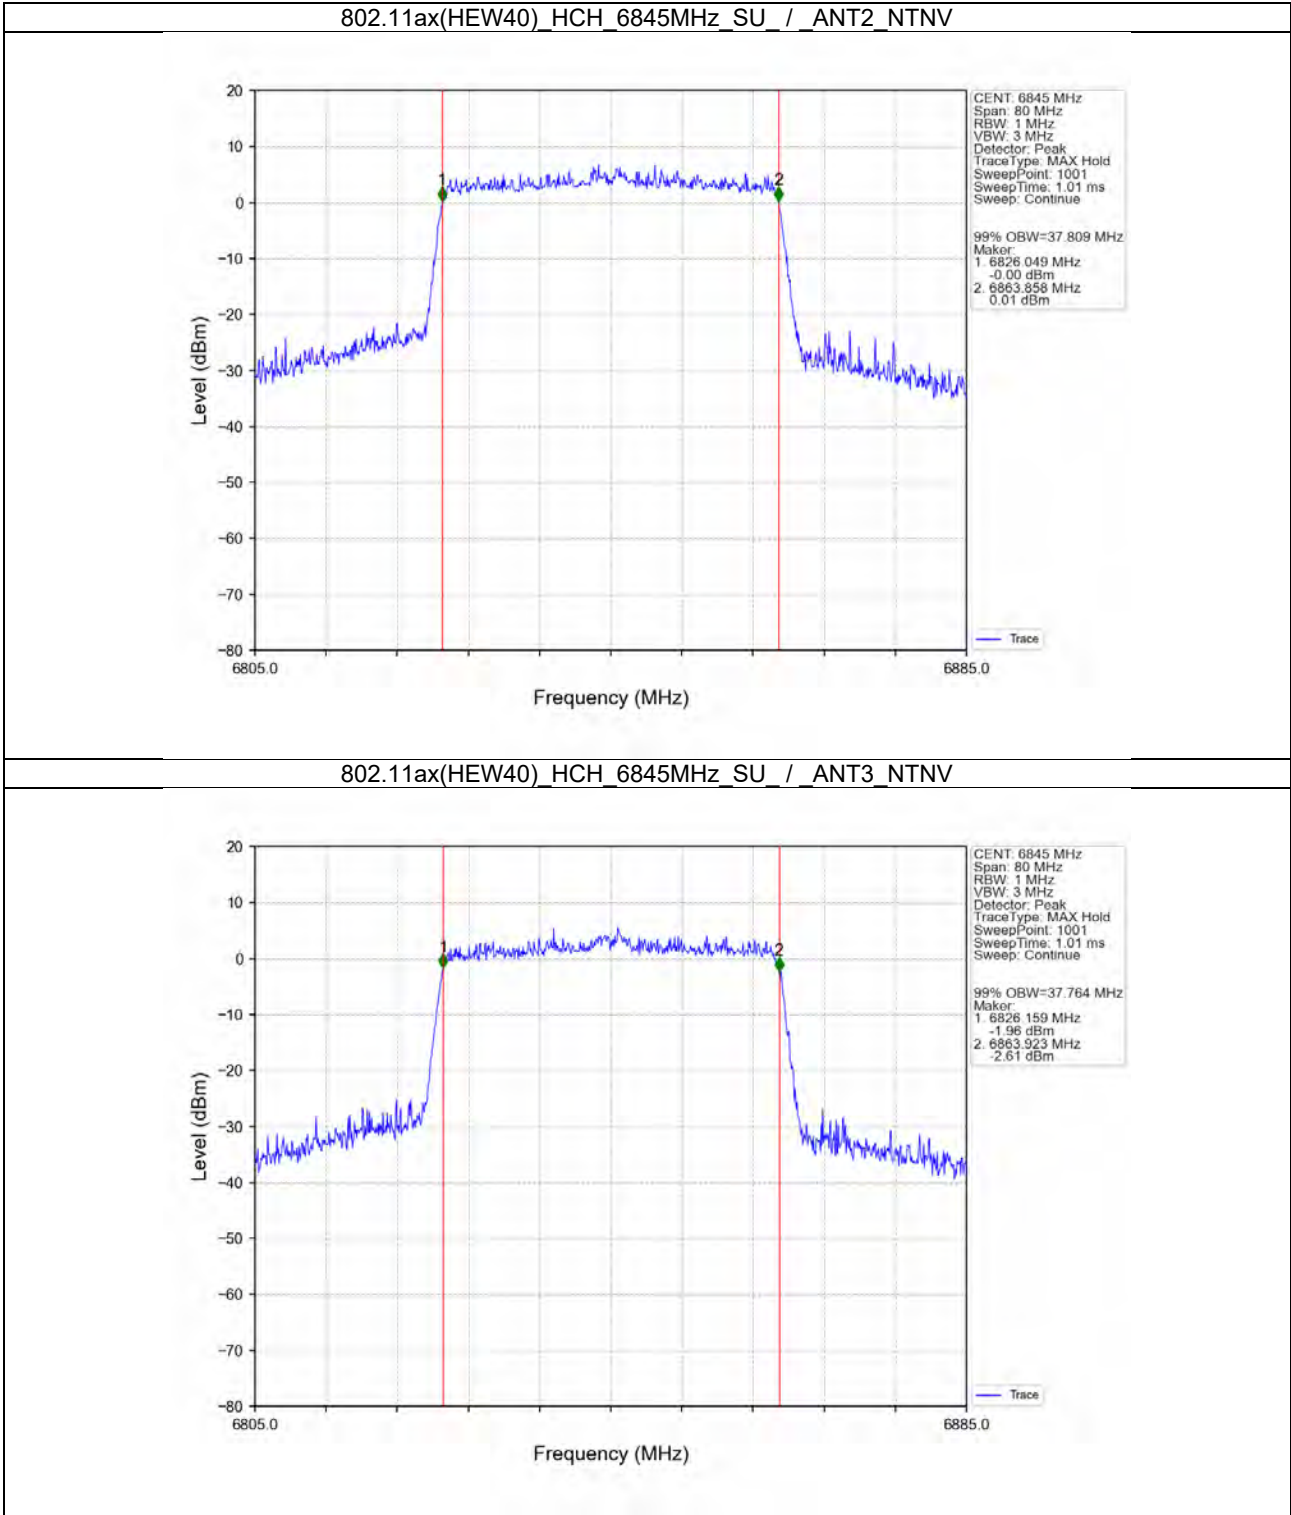 802.11ax(HEW40)_HCH_6845MHz_SU_ / _ANT2_NTNV
20
10
0
−10
−20
−30
−40
−50
−60
−70
−80
Level (dBm)
1
2
6805.0
6885.0
Frequency (MHz)
CENT: 6845 MHz
Span: 80 MHz
RBW: 1 MHz
VBW: 3 MHz
Detector: Peak
TraceType: MAX Hold
SweepPoint: 1001
SweepTime: 1.01 ms
Sweep: Continue
99% OBW=37.809 MHz
Maker:
1. 6826.049 MHz
-0.00 dBm
2. 6863.858 MHz
0.01 dBm
Trace
802.11ax(HEW40)_HCH_6845MHz_SU_ / _ANT3_NTNV
20
10
0
−10
−20
−30
−40
−50
−60
−70
−80
Level (dBm)
1
2
6805.0
6885.0
Frequency (MHz)
CENT: 6845 MHz
Span: 80 MHz
RBW: 1 MHz
VBW: 3 MHz
Detector: Peak
TraceType: MAX Hold
SweepPoint: 1001
SweepTime: 1.01 ms
Sweep: Continue
99% OBW=37.764 MHz
Maker:
1. 6826.159 MHz
-1.96 dBm
2. 6863.923 MHz
-2.61 dBm
Trace